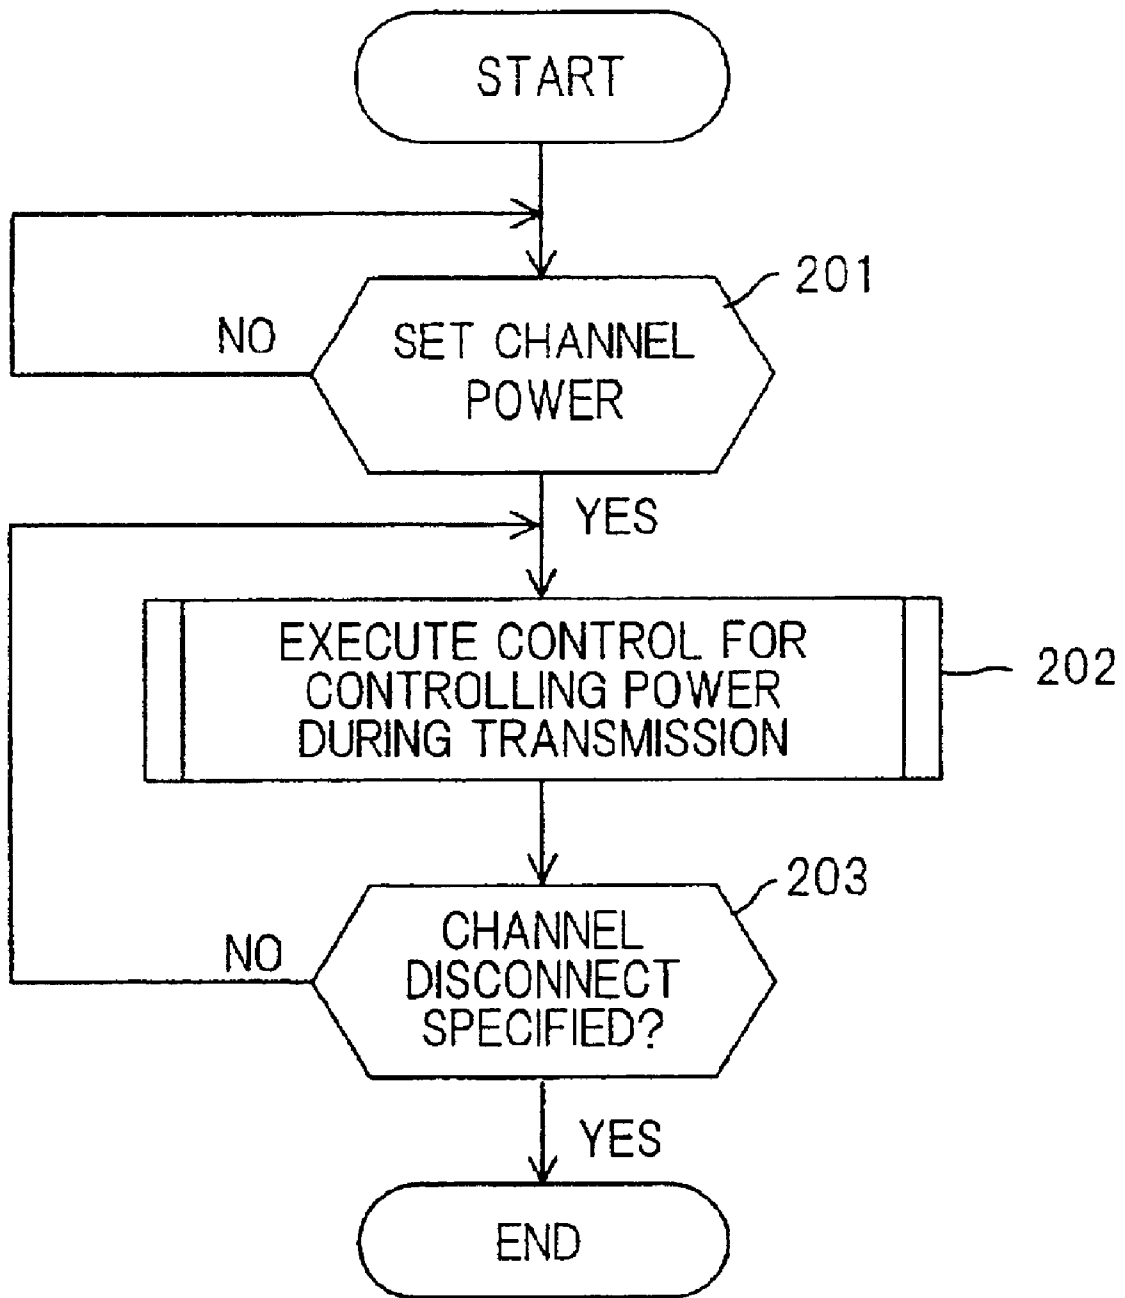 START
201
NO
SET CHANNEL
POWER
YES
EXECUTE CONTROL FOR
CONTROLLING POWER
DURING TRANSMISSION
202
203
NO
CHANNEL
DISCONNECT
SPECIFIED?
YES
END